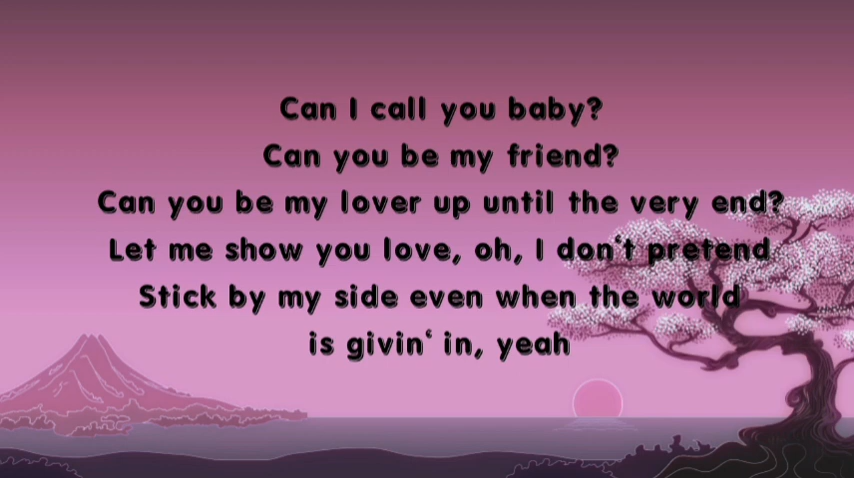 Can I call you baby?
Can you be my friend?
Can you be my lover up until the very end?
Let me show you love, oh, I don't pretend
Stick by my side even when the world
is givin' in, yeah